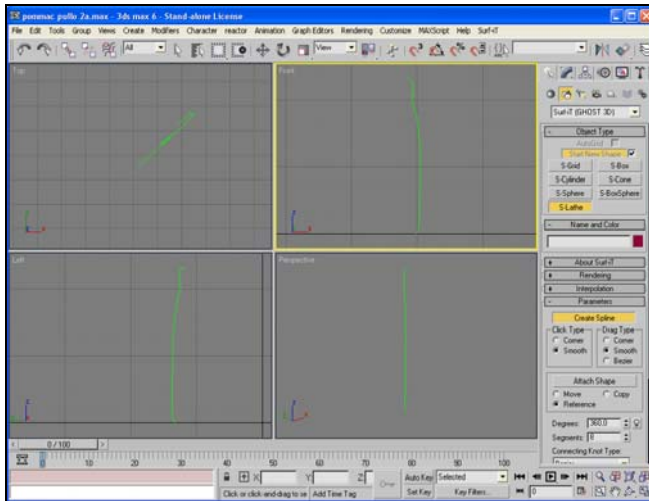 pommac pullo 2a.max - 3ds max 6 - Stand-alone License
File Edit Tools Group Views Create Modifiers Character reactor Animation Graph Editors Rendering Customize MAXScript Help Surf-iT
All
View
Top
Front
Left
Perspective
Surf-iT (GHOST 3D)
Object Type
AutoGrid
Start New Shape
S-Grid S-Box
S-Cylinder S-Cone
S-Sphere S-BoxSphere
S-Lathe
Name and Color
About Surf-iT
Rendering
Interpolation
Parameters
Create Spline
Click Type Drag Type
Corner Corner
Smooth Smooth
Bezier
Attach Shape
Move Copy
Reference
Degrees: 360,0
Segments: 8
Connecting Knot Type:
0 / 100
0 10 20 30 40 50 60 70 80 90 100
X: Y: Z:
Auto Key Selected
Click or click-and-drag to se Add Time Tag
Set Key Key Filters...
0